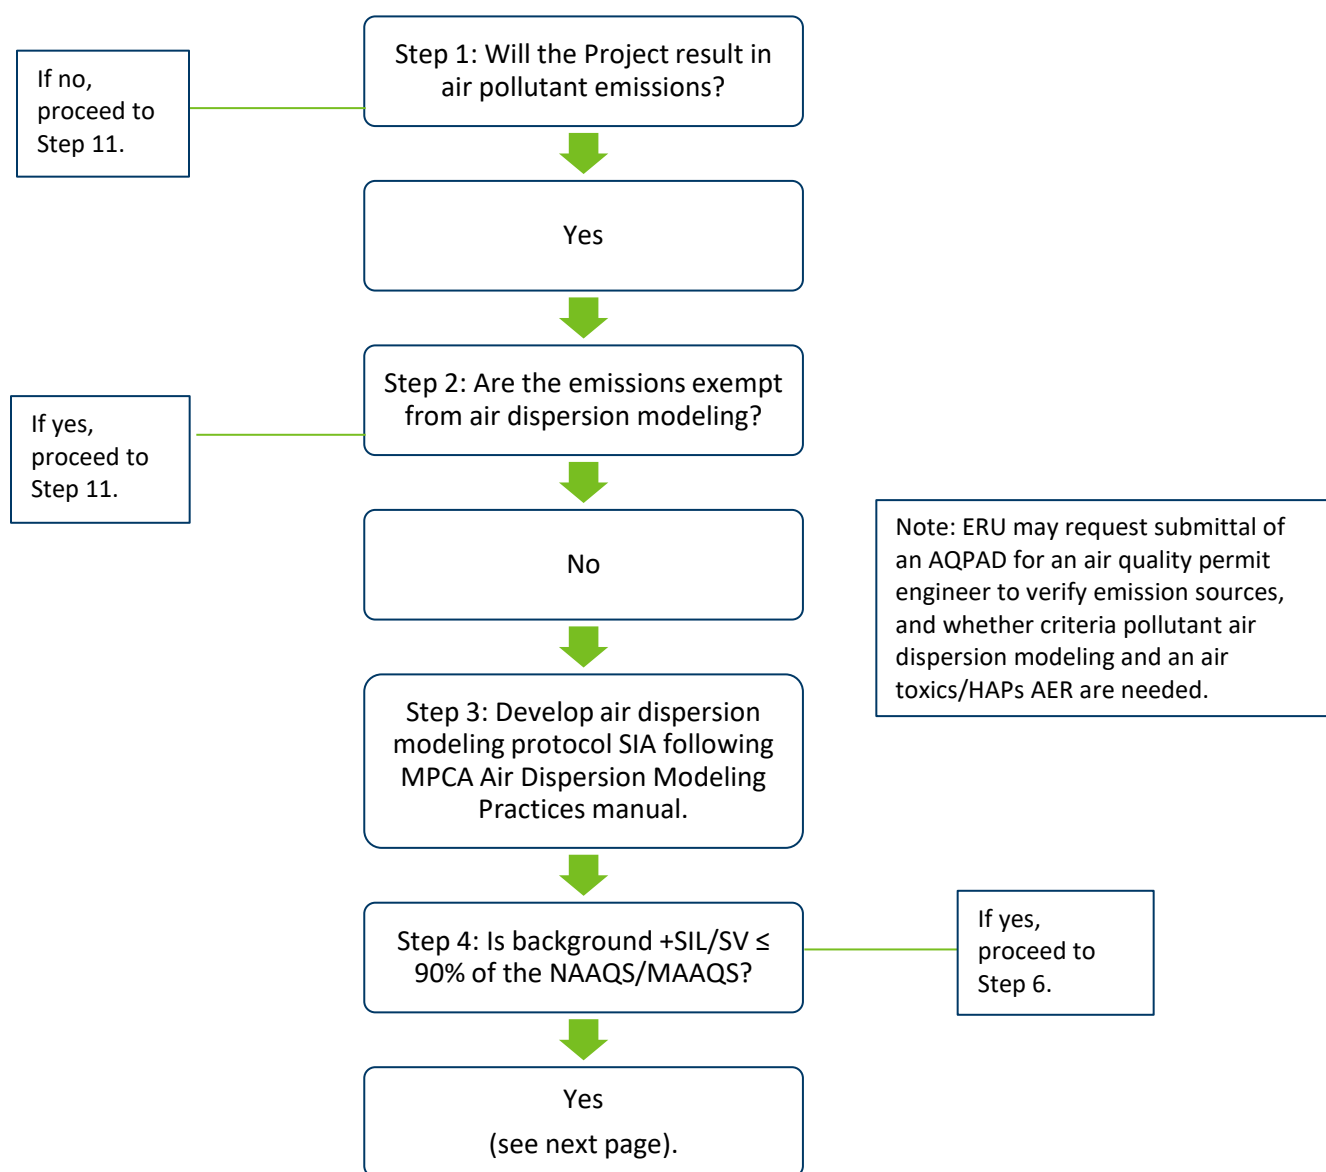 Step 1: Will the Project result in
air pollutant emissions?
If no,
proceed to
Step 11.
Yes
Step 2: Are the emissions exempt
from air dispersion modeling?
If yes,
proceed to
Step 11.
No
Note: ERU may request submittal of
an AQPAD for an air quality permit
engineer to verify emission sources,
and whether criteria pollutant air
dispersion modeling and an air
toxics/HAPs AER are needed.
Step 3: Develop air dispersion
modeling protocol SIA following
MPCA Air Dispersion Modeling
Practices manual.
Step 4: Is background +SIL/SV ≤
90% of the NAAQS/MAAQS?
If yes,
proceed to
Step 6.
Yes
(see next page).